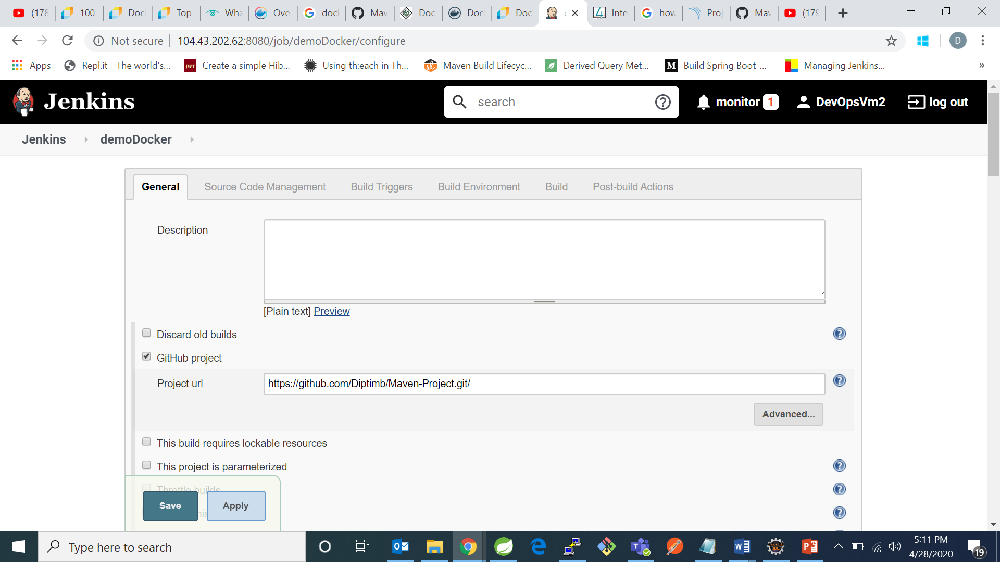 (178
100
Doc
Top
Wha
Ove
dock
Mav
Doc
Doc
Doc
Inte
how
Proj
Mav
(179
Not secure
104.43.202.62:8080/job/demoDocker/configure
D
Apps
Repl.it - The world's...
JWT
Create a simple Hib...
Using th:each in Th...
Maven Build Lifecyc...
Derived Query Met...
M
Build Spring Boot-...
Managing Jenkins...
»
Jenkins
search
monitor 1
DevOpsVm2
log out
Jenkins
demoDocker
General
Source Code Management
Build Triggers
Build Environment
Build
Post-build Actions
Description
[Plain text] Preview
Discard old builds
GitHub project
Project url
https://github.com/Diptimb/Maven-Project.git/
Advanced...
This build requires lockable resources
This project is parameterized
Throttle builds
Save
Apply
Type here to search
5:11 PM
4/28/2020
19